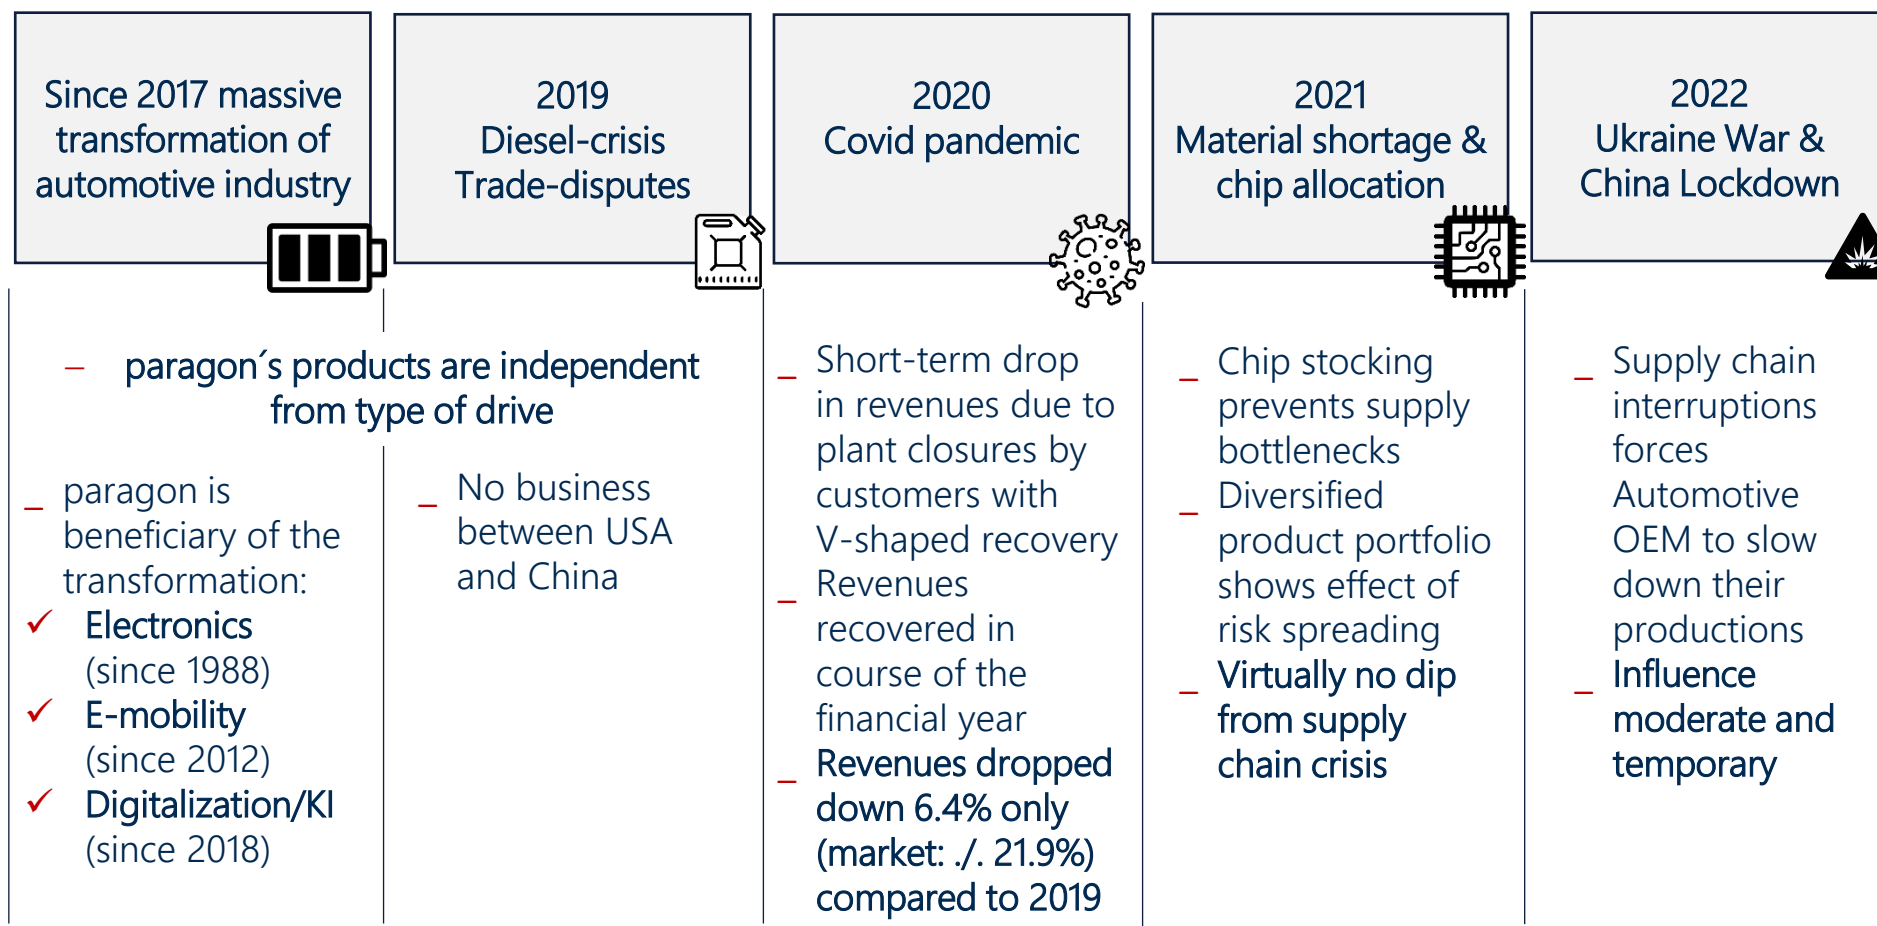 Since 2017 massive
transformation of
automotive industry
2019
Diesel-crisis
Trade-disputes
2020
Covid pandemic
2021
Material shortage &
chip allocation
2022
Ukraine War &
China Lockdown
– paragon´s products are independent
from type of drive
_ paragon is
beneficiary of the
transformation:
✓ Electronics
(since 1988)
✓ E-mobility
(since 2012)
✓ Digitalization/KI
(since 2018)
_ No business
between USA
and China
_ Short-term drop
in revenues due to
plant closures by
customers with
V-shaped recovery
_ Revenues
recovered in
course of the
financial year
_ Revenues dropped
down 6.4% only
(market: ./. 21.9%)
compared to 2019
_ Chip stocking
prevents supply
bottlenecks
_ Diversified
product portfolio
shows effect of
risk spreading
_ Virtually no dip
from supply
chain crisis
_ Supply chain
interruptions
forces
Automotive
OEM to slow
down their
productions
_ Influence
moderate and
temporary